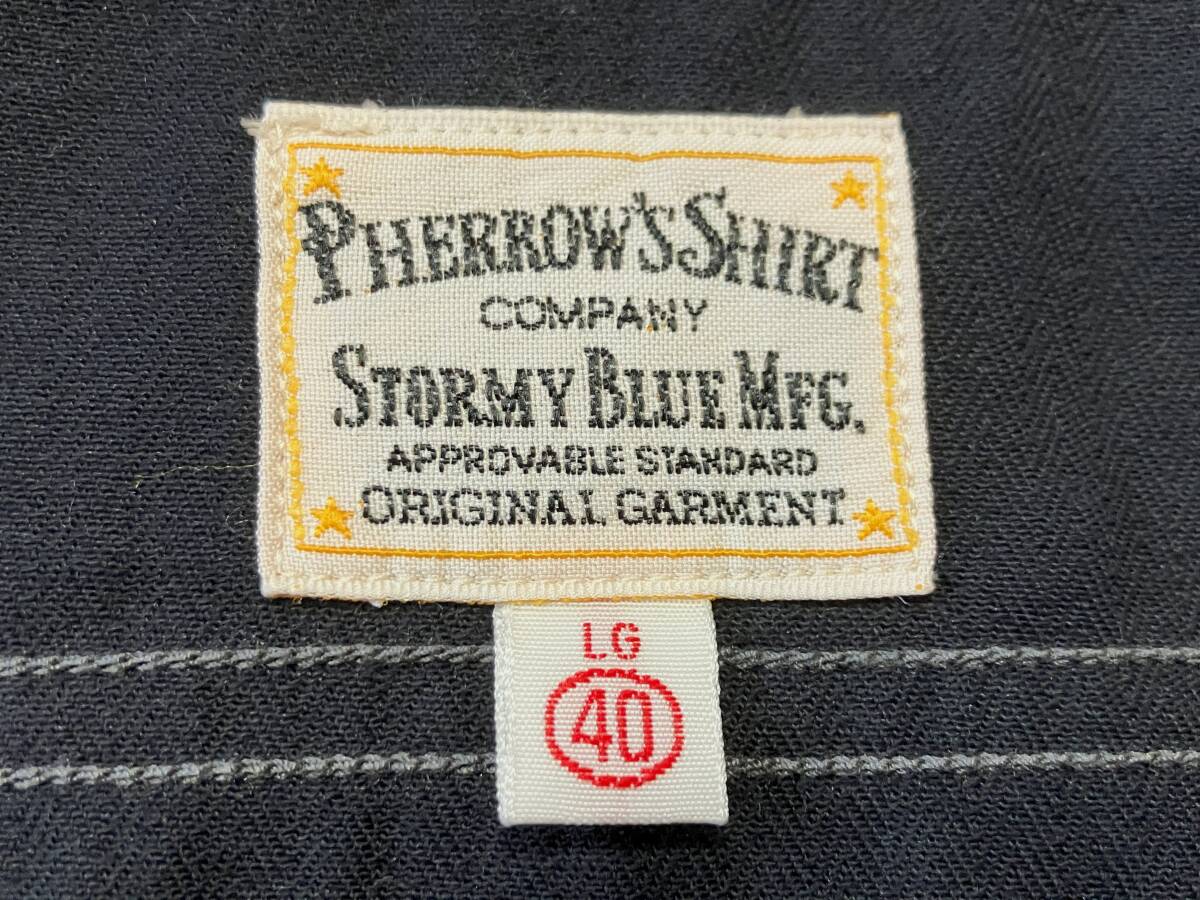 PHERROW'S SHIRT
COMPANY
STORMY BLUE MFG.
APPROVABLE STANDARD
ORIGINAL GARMENT
LG
40